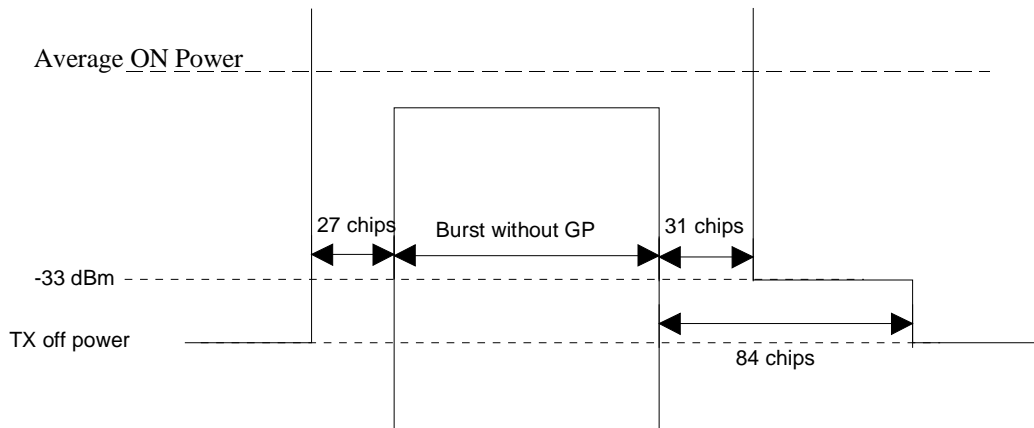 Average ON Power
27 chips
Burst without GP
31 chips
-33 dBm
TX off power
84 chips